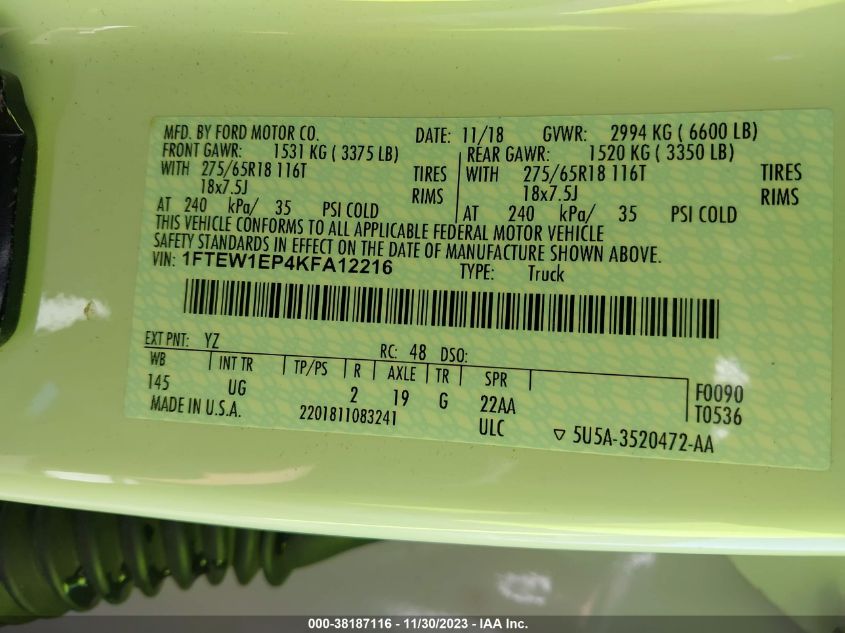 MFD. BY FORD MOTOR CO. DATE: 11/18 GVWR: 2994 KG ( 6600 LB)
FRONT GAWR: 1531 KG ( 3375 LB) REAR GAWR: 1520 KG ( 3350 LB)
WITH 275/65R18 116T TIRES WITH 275/65R18 116T TIRES
18x7.5J RIMS 18x7.5J RIMS
AT 240 kPa/ 35 PSI COLD AT 240 kPa/ 35 PSI COLD
THIS VEHICLE CONFORMS TO ALL APPLICABLE FEDERAL MOTOR VEHICLE
SAFETY STANDARDS IN EFFECT ON THE DATE OF MANUFACTURE SHOWN ABOVE.
VIN: 1FTEW1EP4KFA12216 TYPE: Truck
EXT PNT: YZ RC: 48 DSO:
WB INT TR TP/PS R AXLE TR SPR
145 UG 2 19 G 22AA F0090
MADE IN U.S.A. 2201811083241 ULC T0536
▽ 5U5A-3520472-AA
000-38187116 - 11/30/2023 - IAA Inc.